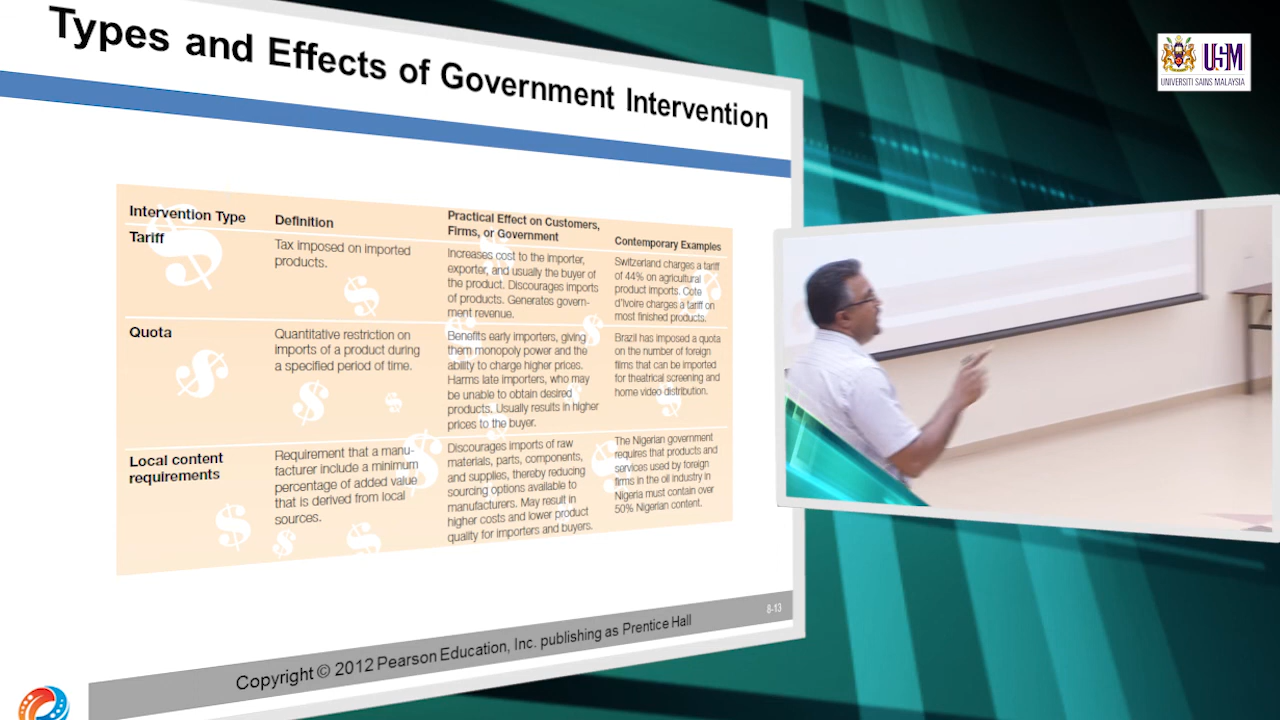 Types and Effects of Government Intervention
USM
UNIVERSITI SAINS MALAYSIA
Intervention Type
Definition
Practical Effect on Customers,
Firms, or Government
Contemporary Examples
Tariff
Tax imposed on imported
products.
Increases cost to the importer,
exporter, and usually the buyer of
the product. Discourages imports
of products. Generates govern-
ment revenue.
Switzerland charges a tariff
of 44% on agricultural
product imports. Cote
d'Ivoire charges a tariff on
most finished products.
Quota
Quantitative restriction on
imports of a product during
a specified period of time.
Benefits early importers, giving
them monopoly power and the
ability to charge higher prices.
Harms late importers, who may
be unable to obtain desired
products. Usually results in higher
prices to the buyer.
Brazil has imposed a quota
on the number of foreign
films that can be imported
for theatrical screening and
home video distribution.
Local content
requirements
Requirement that a manu-
facturer include a minimum
percentage of added value
that is derived from local
sources.
Discourages imports of raw
materials, parts, components,
and supplies, thereby reducing
sourcing options available to
manufacturers. May result in
higher costs and lower product
quality for importers and buyers.
The Nigerian government
requires that products and
services used by foreign
firms in the oil industry in
Nigeria must contain over
50% Nigerian content.
8-13
Copyright © 2012 Pearson Education, Inc. publishing as Prentice Hall